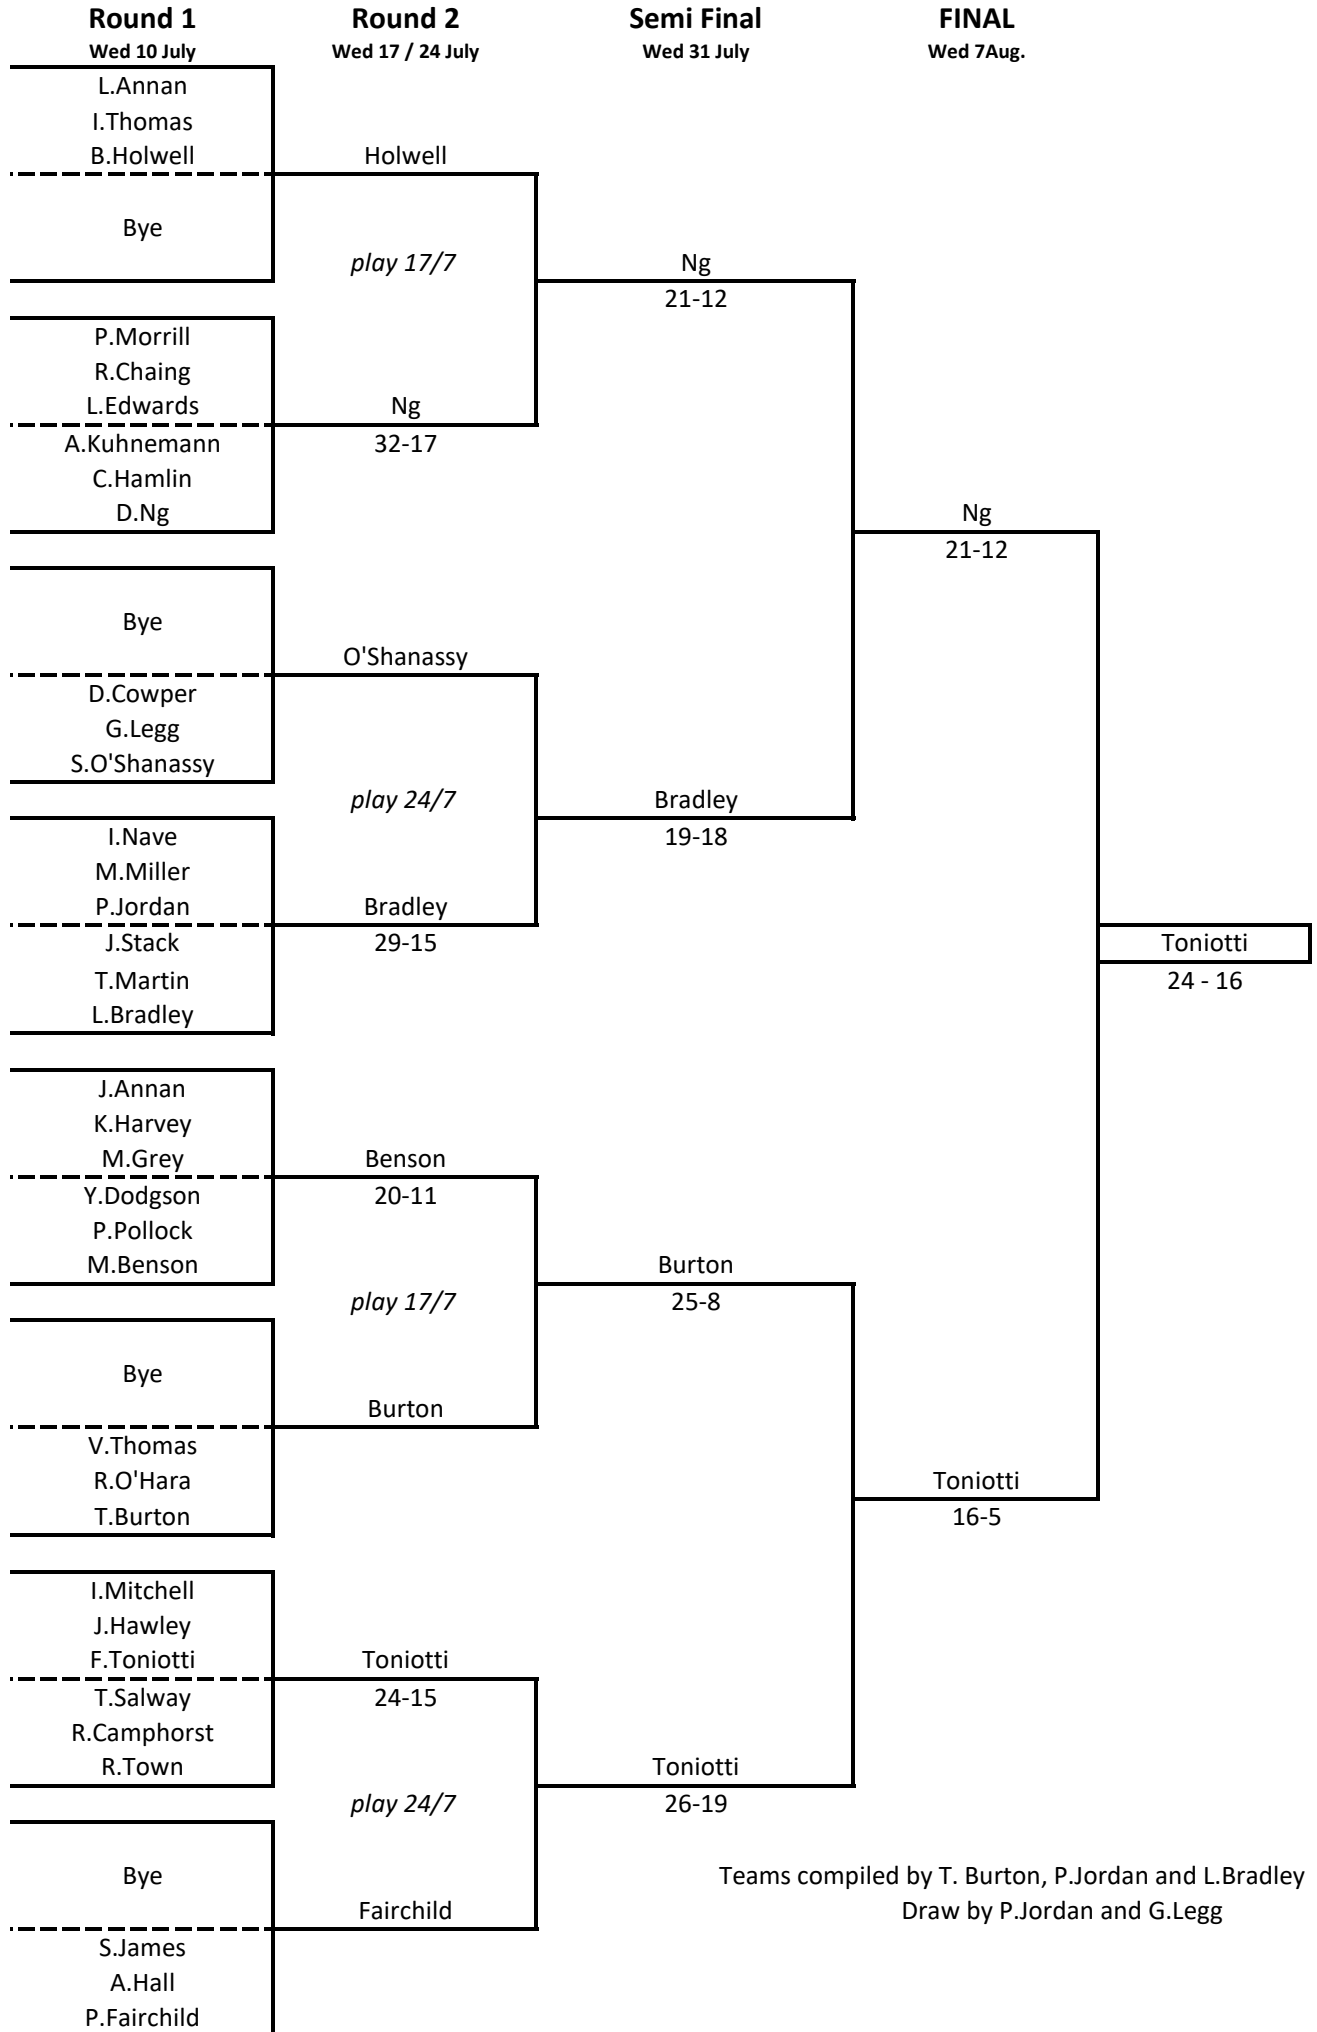 Round 1
Wed 10 July
Round 2
Wed 17 / 24 July
Semi Final
Wed 31 July
FINAL
Wed 7Aug.
L.Annan
I.Thomas
B.Holwell
Bye
P.Morrill
R.Chaing
L.Edwards
A.Kuhnemann
C.Hamlin
D.Ng
Bye
D.Cowper
G.Legg
S.O'Shanassy
I.Nave
M.Miller
P.Jordan
J.Stack
T.Martin
L.Bradley
J.Annan
K.Harvey
M.Grey
Y.Dodgson
P.Pollock
M.Benson
Bye
V.Thomas
R.O'Hara
T.Burton
I.Mitchell
J.Hawley
F.Toniotti
T.Salway
R.Camphorst
R.Town
Bye
S.James
A.Hall
P.Fairchild
Holwell
play 17/7
Ng
32-17
O'Shanassy
play 24/7
Bradley
29-15
Benson
20-11
play 17/7
Burton
Toniotti
24-15
play 24/7
Fairchild
Ng
21-12
Bradley
19-18
Burton
25-8
Toniotti
26-19
Ng
21-12
Toniotti
16-5
Toniotti
24 - 16
Teams compiled by T. Burton, P.Jordan and L.Bradley
Draw by P.Jordan and G.Legg